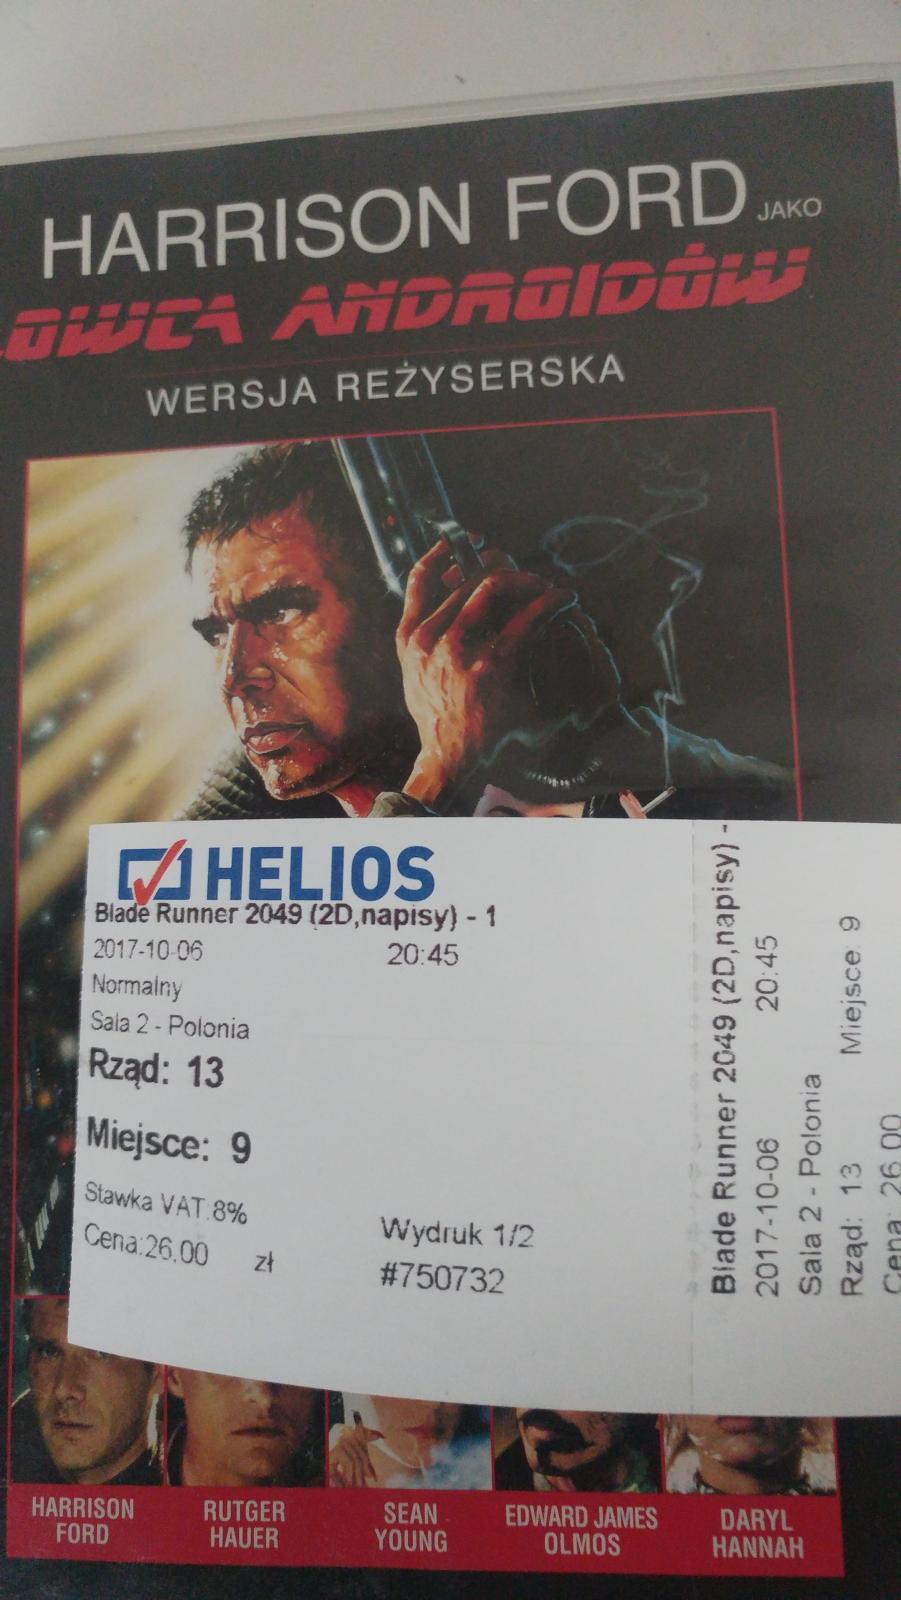 HARRISON FORD JAKO
ŁOWCA ANDROIDÓW
WERSJA REŻYSERSKA
HELIOS
Blade Runner 2049 (2D,napisy) - 1
2017-10-06 20:45
Normalny
Sala 2 - Polonia
Rząd: 13
Miejsce: 9
Stawka VAT:8%
Cena:26,00 zł
Wydruk 1/2
#750732
Blade Runner 2049 (2D,napisy) -
2017-10-06 20:45
Sala 2 - Polonia
Rząd: 13 Miejsce: 9
Cena: 26,00
HARRISON
FORD
RUTGER
HAUER
SEAN
YOUNG
EDWARD JAMES
OLMOS
DARYL
HANNAH